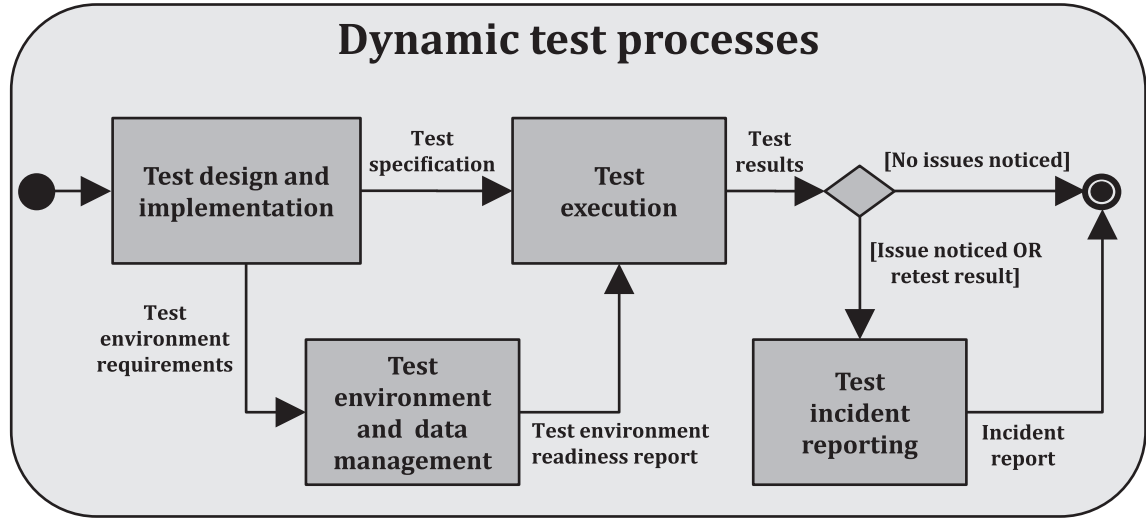 Dynamic test processes
Test design and
implementation
Test
specification
Test
execution
Test
results
[No issues noticed]
[Issue noticed OR
retest result]
Test
environment
requirements
Test
environment
and data
management
Test environment
readiness report
Test
incident
reporting
Incident
report